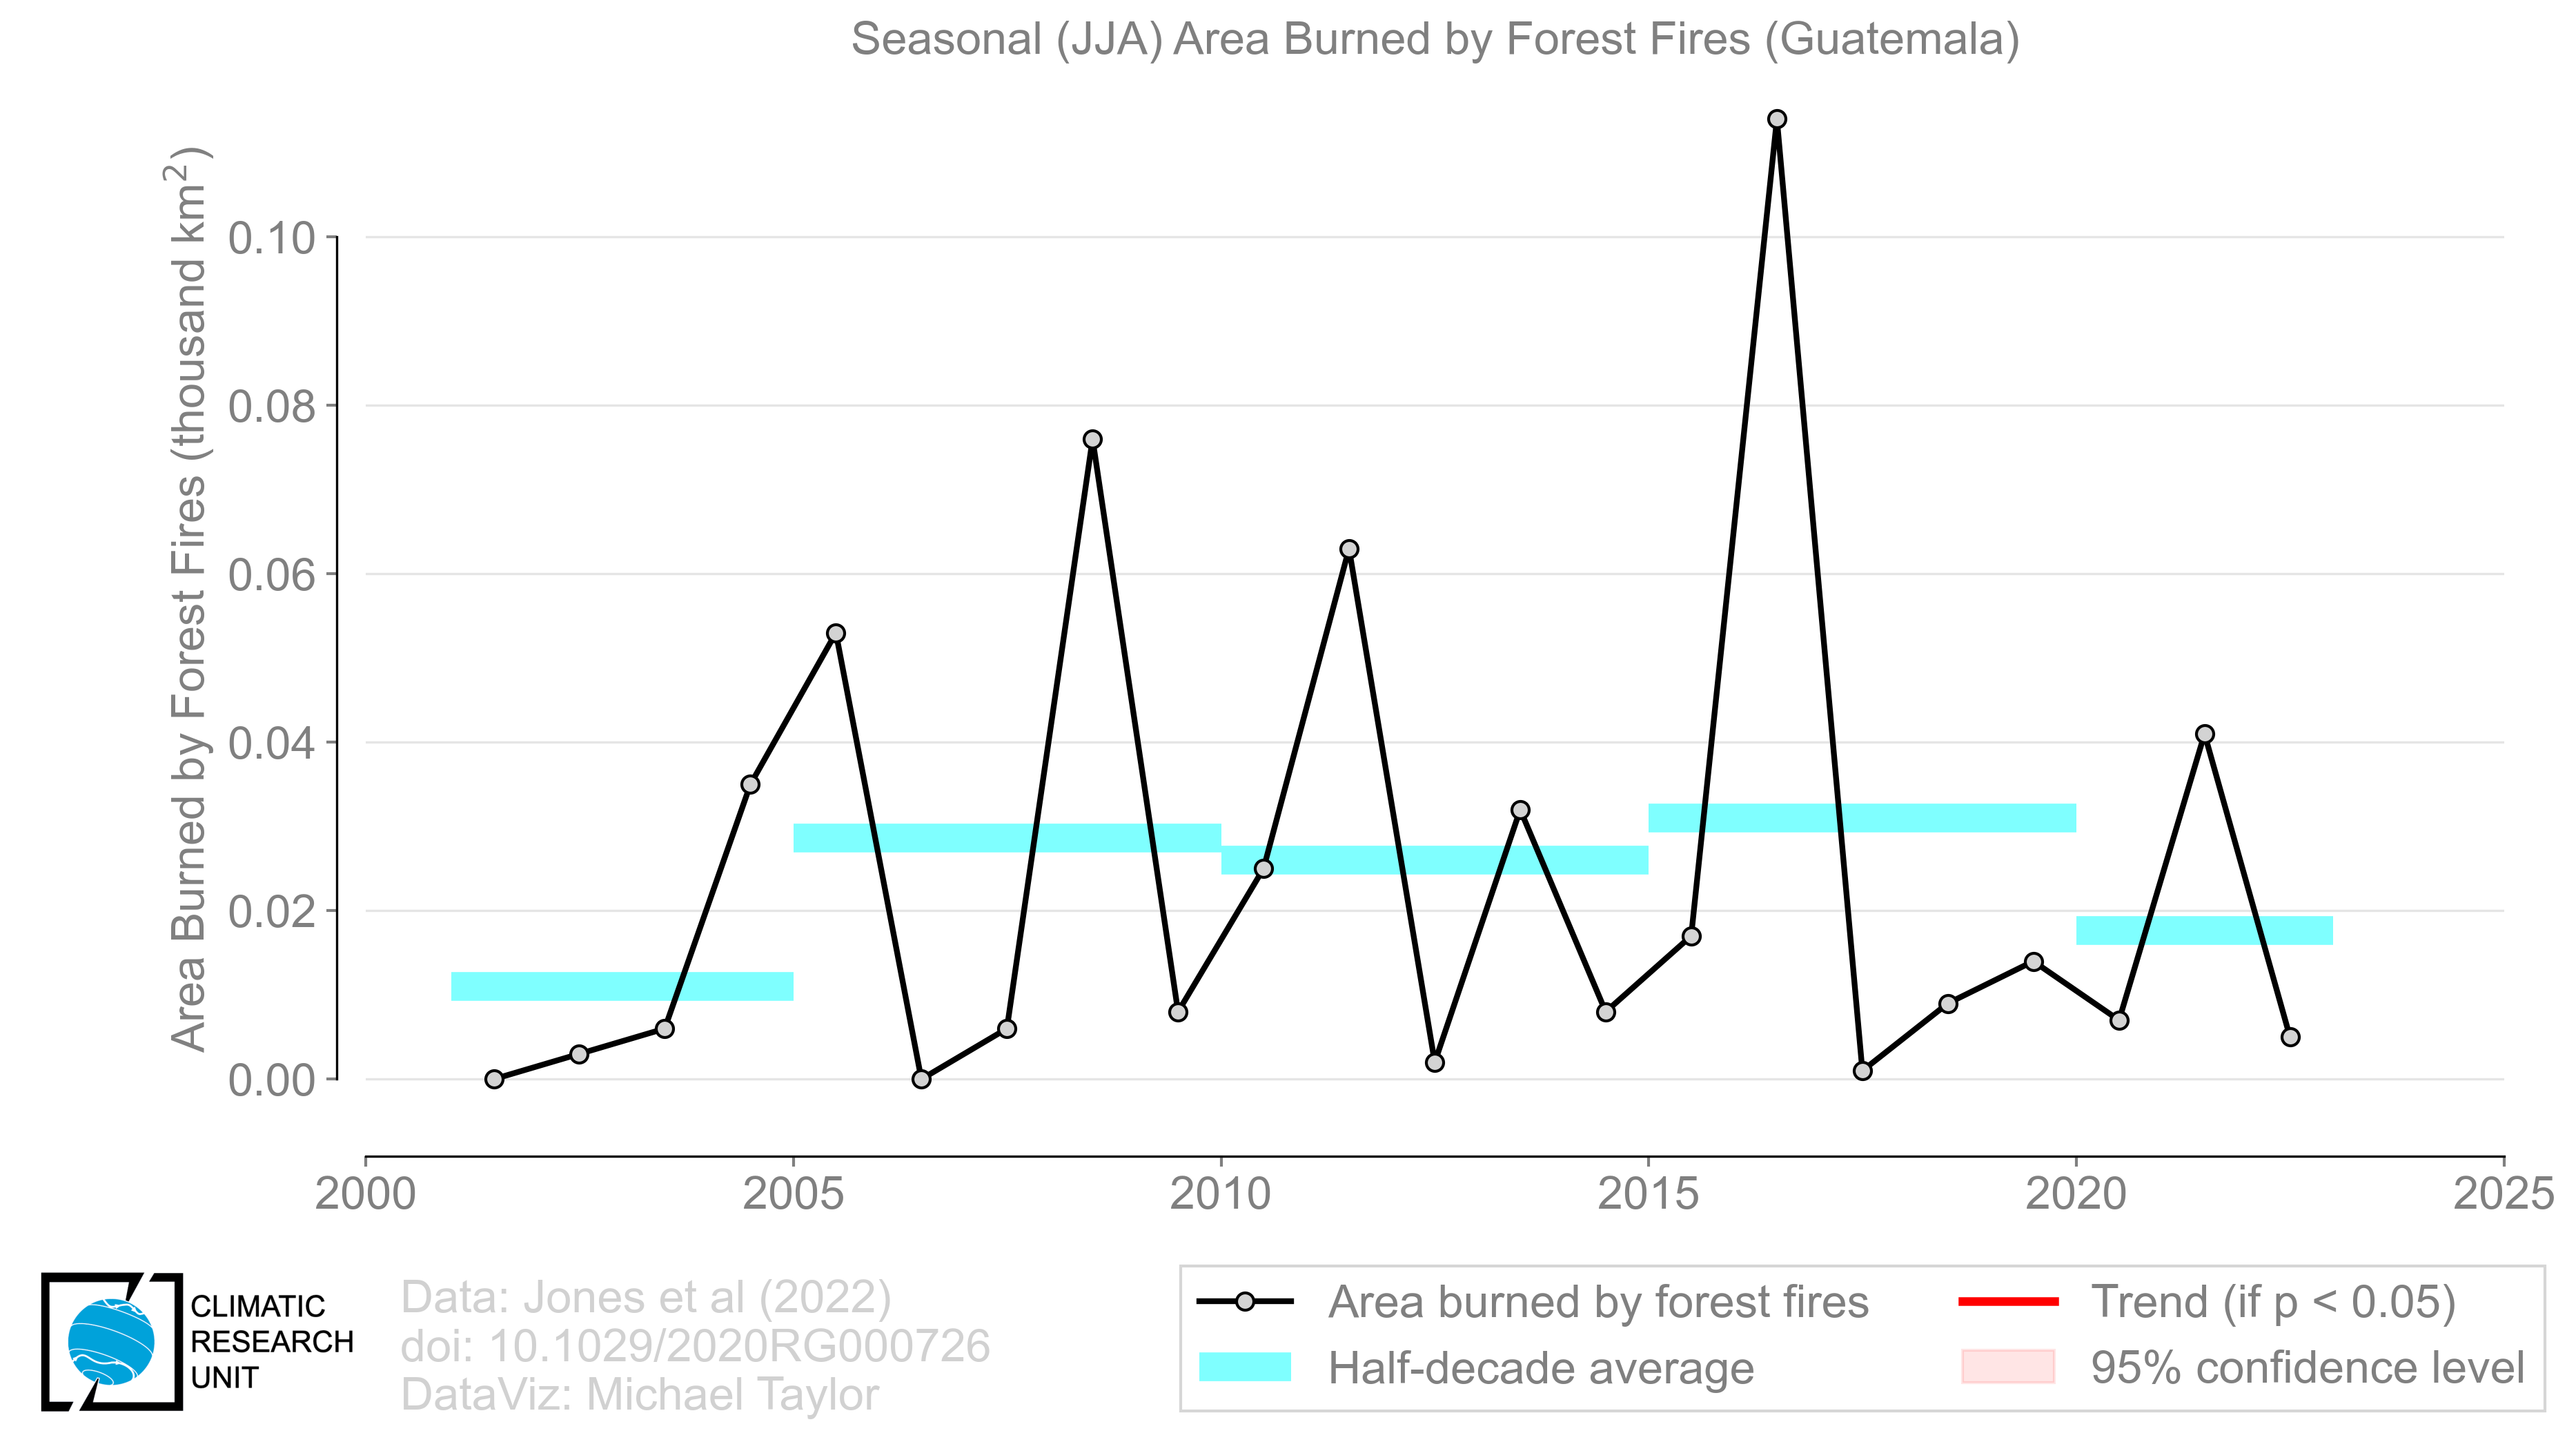 Seasonal (JJA) Area Burned by Forest Fires (Guatemala)
Area Burned by Forest Fires (thousand km²)
0.10
0.08
0.06
0.04
0.02
0.00
2000 2005 2010 2015 2020 2025
CLIMATIC
RESEARCH
UNIT
Data: Jones et al (2022)
doi: 10.1029/2020RG000726
DataViz: Michael Taylor
Area burned by forest fires
Half-decade average
Trend (if p < 0.05)
95% confidence level